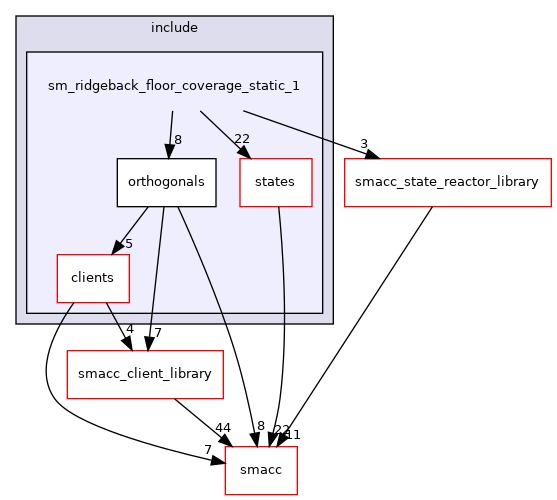 include
sm_ridgeback_floor_coverage_static_1
8
22
3
orthogonals
states
smacc_state_reactor_library
5
clients
4
7
smacc_client_library
44
8
22
11
7
smacc